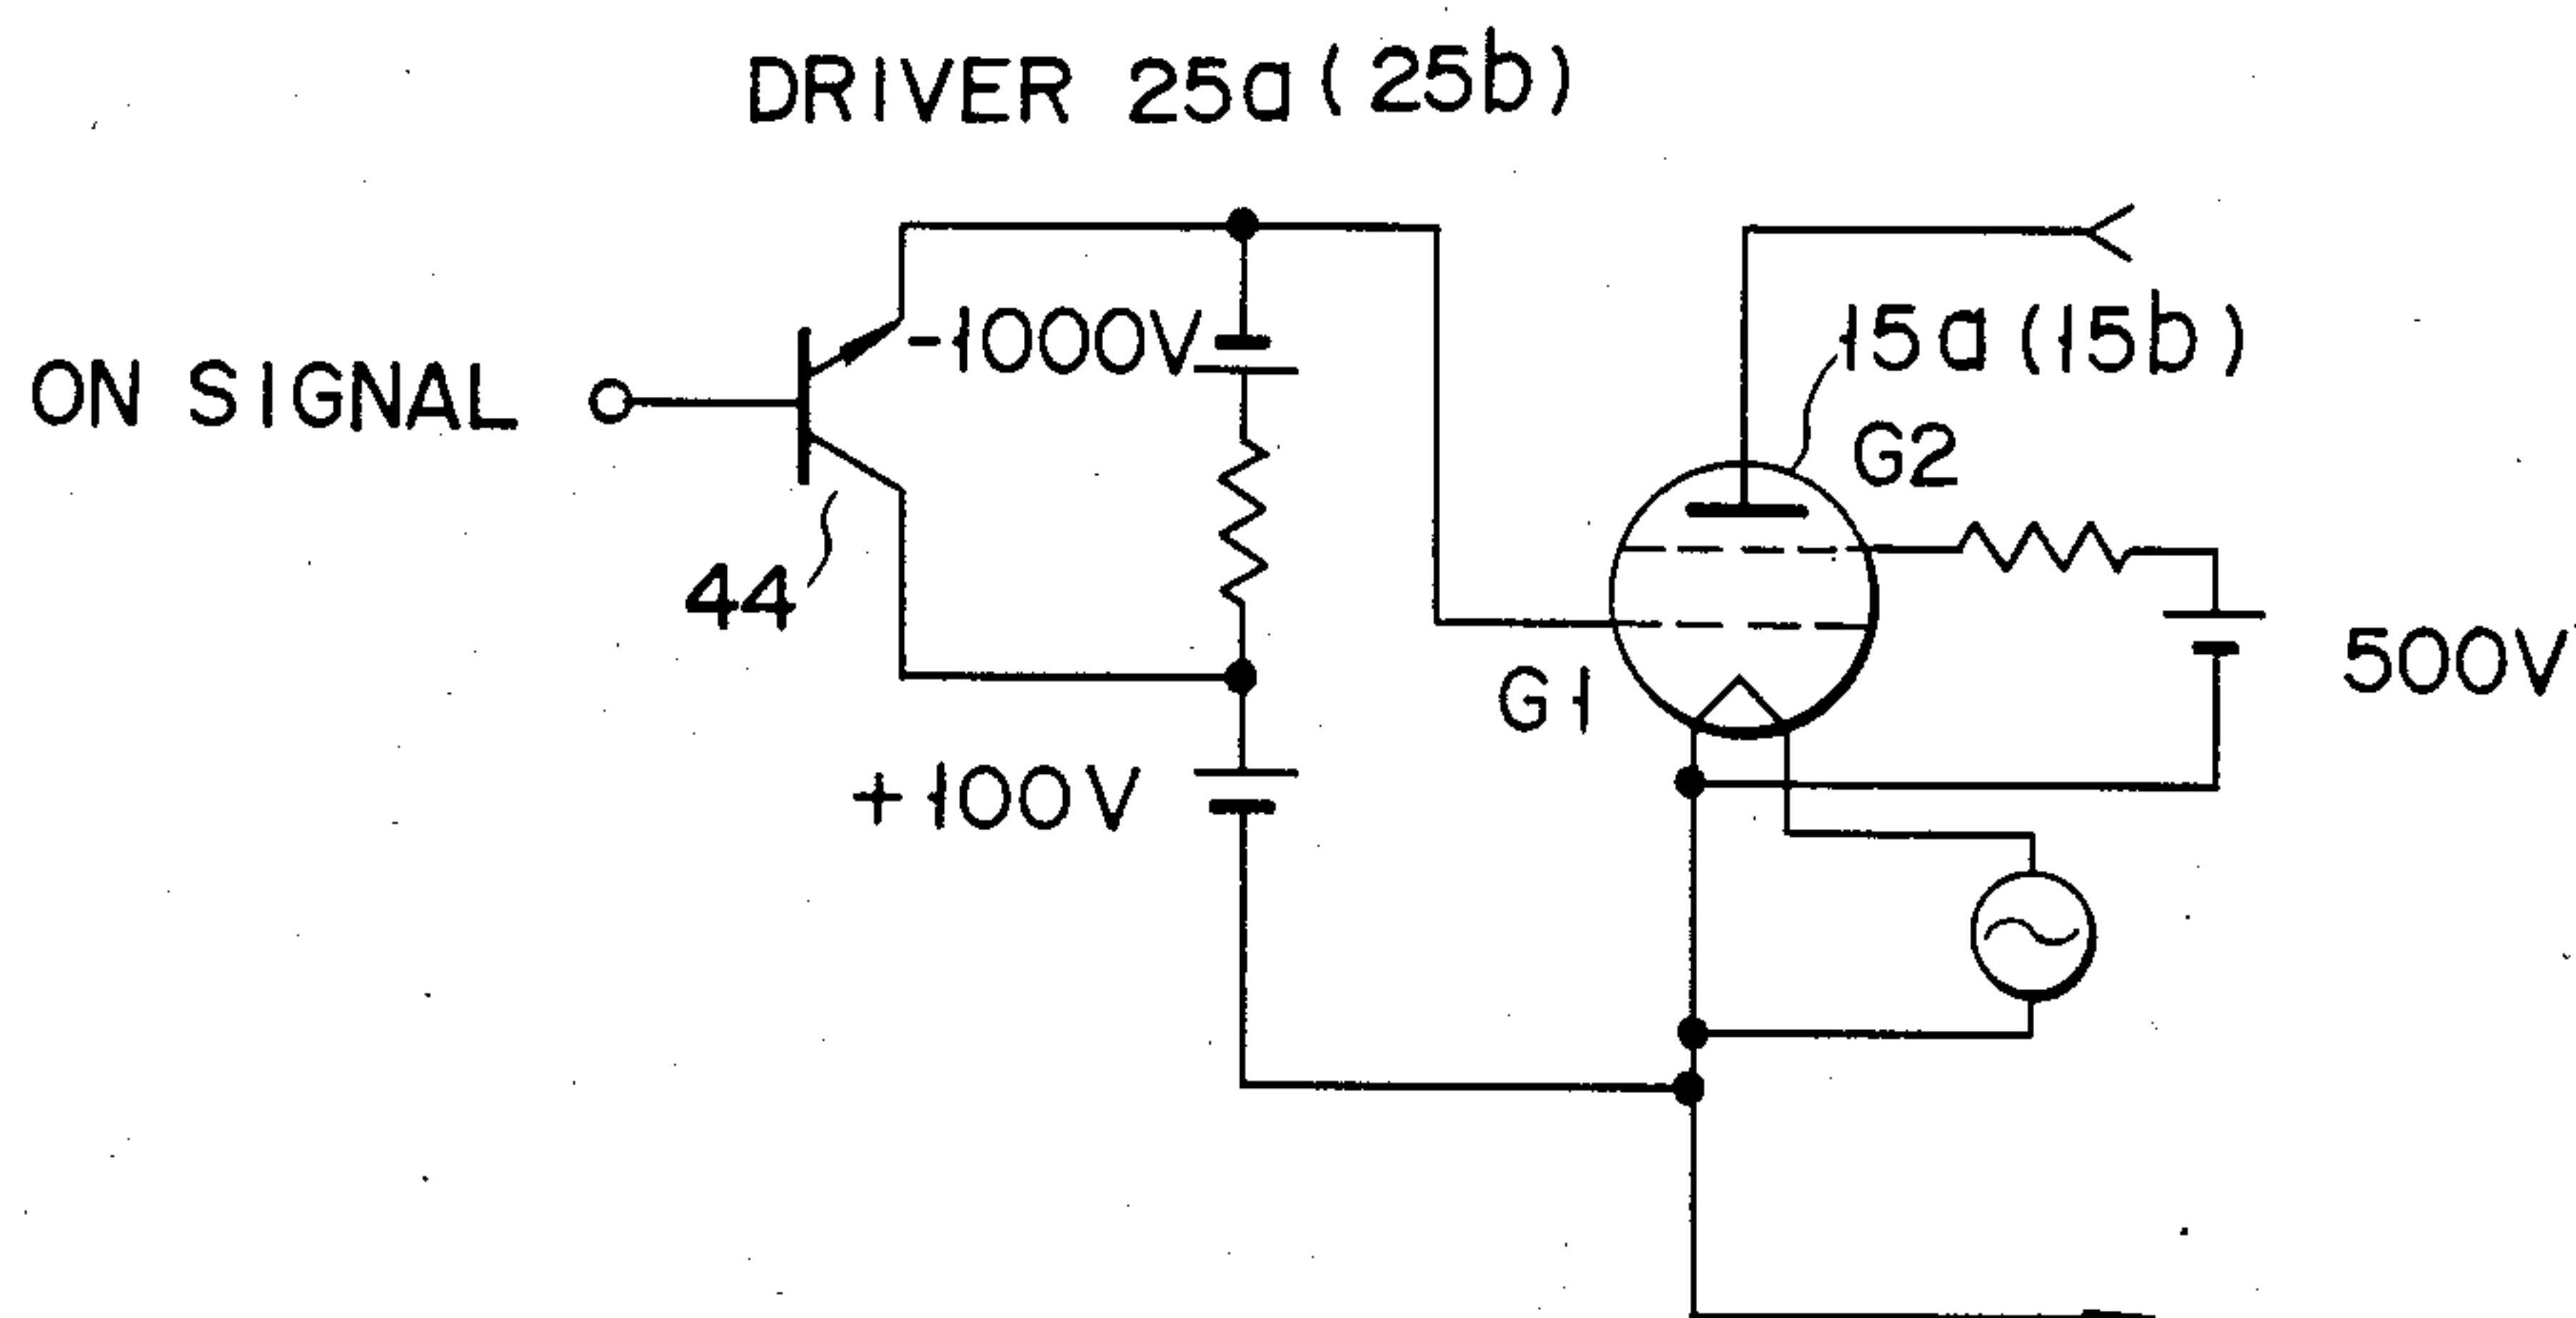 DRIVER 25a (25b)
-1000V
15a (15b)
ON SIGNAL
G2
44
G1
500V
+100V